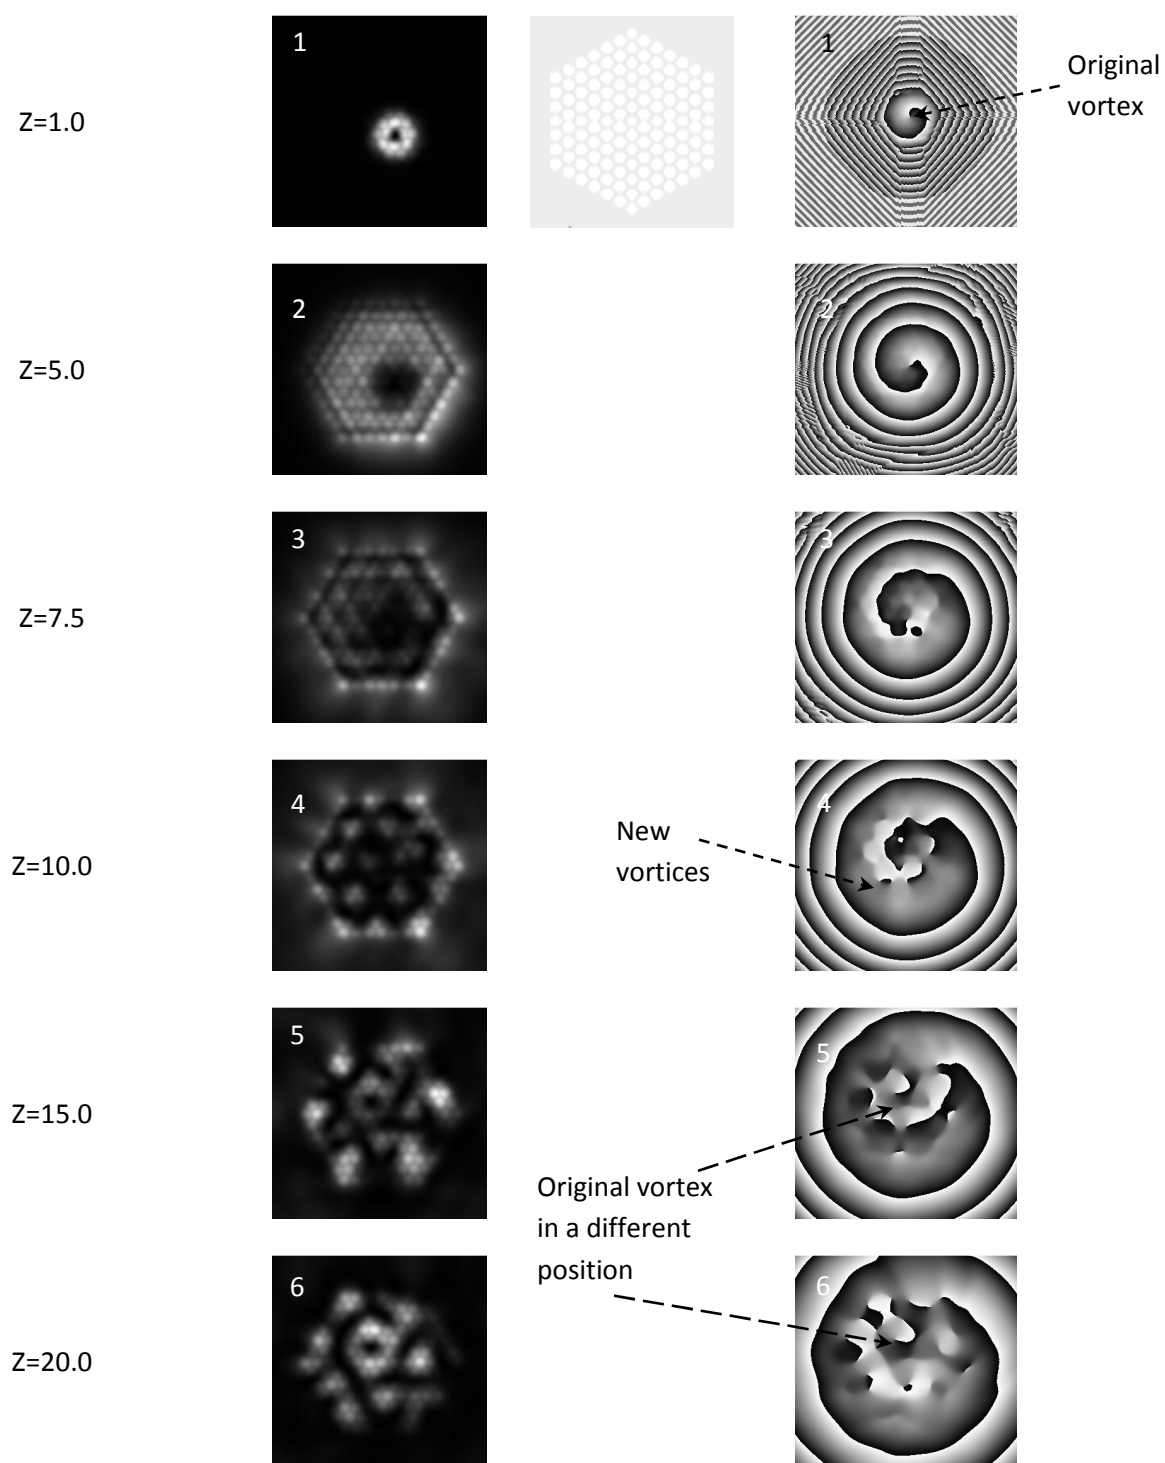 1
1
Original
vortex
Z=1.0
2
2
Z=5.0
3
3
Z=7.5
4
4
New
vortices
Z=10.0
5
5
Z=15.0
Original vortex
in a different
position
6
6
Z=20.0